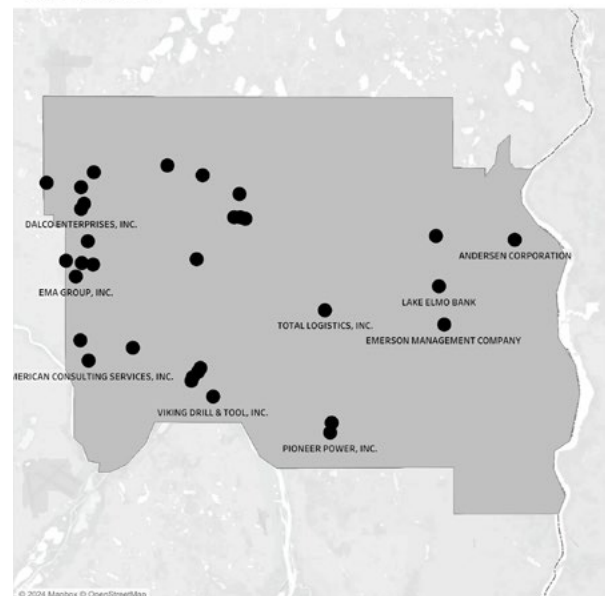 DALCO ENTERPRISES, INC.
ANDERSEN CORPORATION
EMA GROUP, INC.
LAKE ELMO BANK
TOTAL LOGISTICS, INC.
EMERSON MANAGEMENT COMPANY
MERICAN CONSULTING SERVICES, INC.
VIKING DRILL & TOOL, INC.
PIONEER POWER, INC.
© 2024 Mapbox © OpenStreetMap